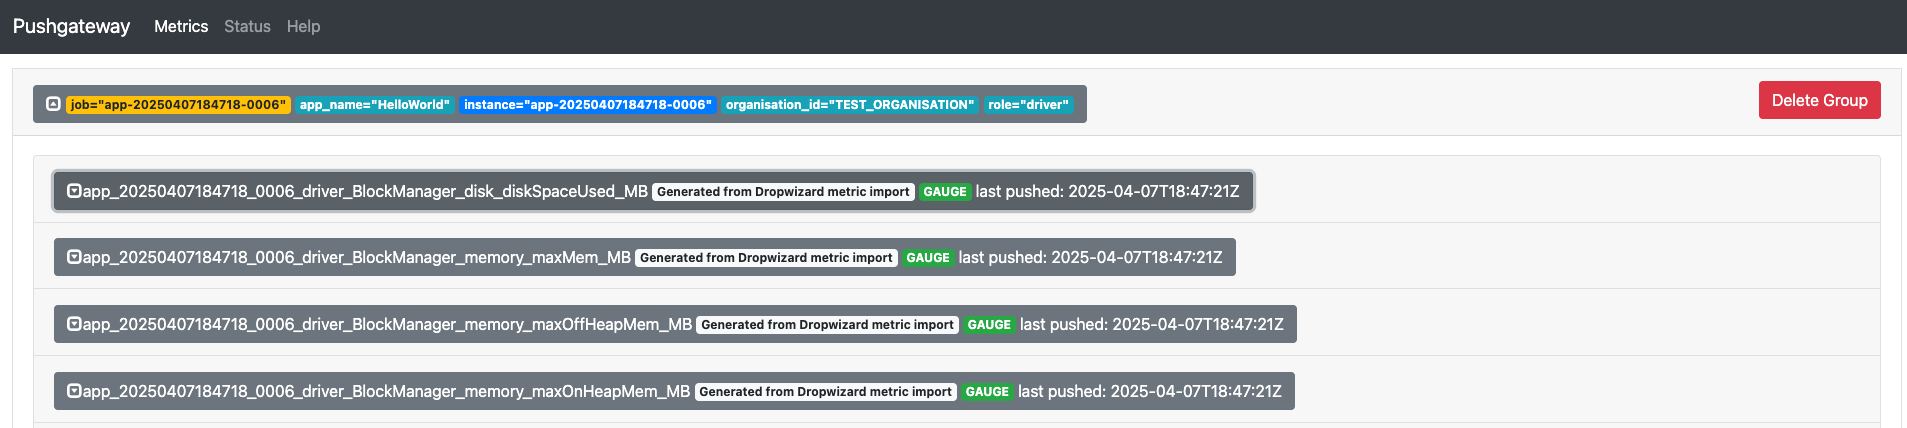 Pushgateway Metrics Status Help
job="app-20250407184718-0006" app_name="HelloWorld" instance="app-20250407184718-0006" organisation_id="TEST_ORGANISATION" role="driver" Delete Group
app_20250407184718_0006_driver_BlockManager_disk_diskSpaceUsed_MB Generated from Dropwizard metric import GAUGE last pushed: 2025-04-07T18:47:21Z
app_20250407184718_0006_driver_BlockManager_memory_maxMem_MB Generated from Dropwizard metric import GAUGE last pushed: 2025-04-07T18:47:21Z
app_20250407184718_0006_driver_BlockManager_memory_maxOffHeapMem_MB Generated from Dropwizard metric import GAUGE last pushed: 2025-04-07T18:47:21Z
app_20250407184718_0006_driver_BlockManager_memory_maxOnHeapMem_MB Generated from Dropwizard metric import GAUGE last pushed: 2025-04-07T18:47:21Z